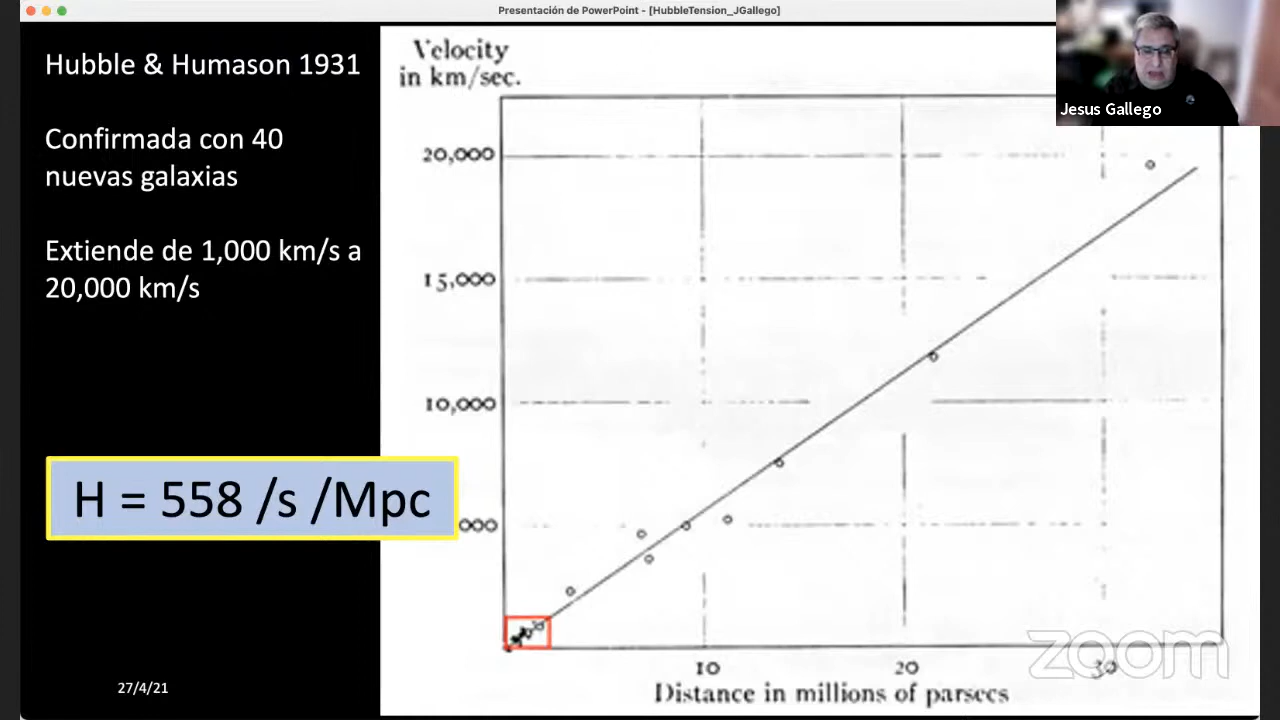 Presentación de PowerPoint - [HubbleTension_JGallego]
Hubble & Humason 1931
Confirmada con 40
nuevas galaxias
Extiende de 1,000 km/s a
20,000 km/s
H = 558 /s /Mpc
27/4/21
Velocity
in km/sec.
20,000
15,000
10,000
000
10
20
30
Distance in millions of parsecs
Jesus Gallego
zoom